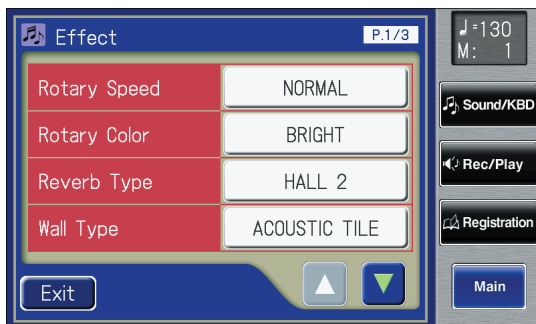 Effect P.1/3
♩=130
M: 1
Rotary Speed NORMAL
Rotary Color BRIGHT
Reverb Type HALL 2
Wall Type ACOUSTIC TILE
Exit
Sound/KBD
Rec/Play
Registration
Main